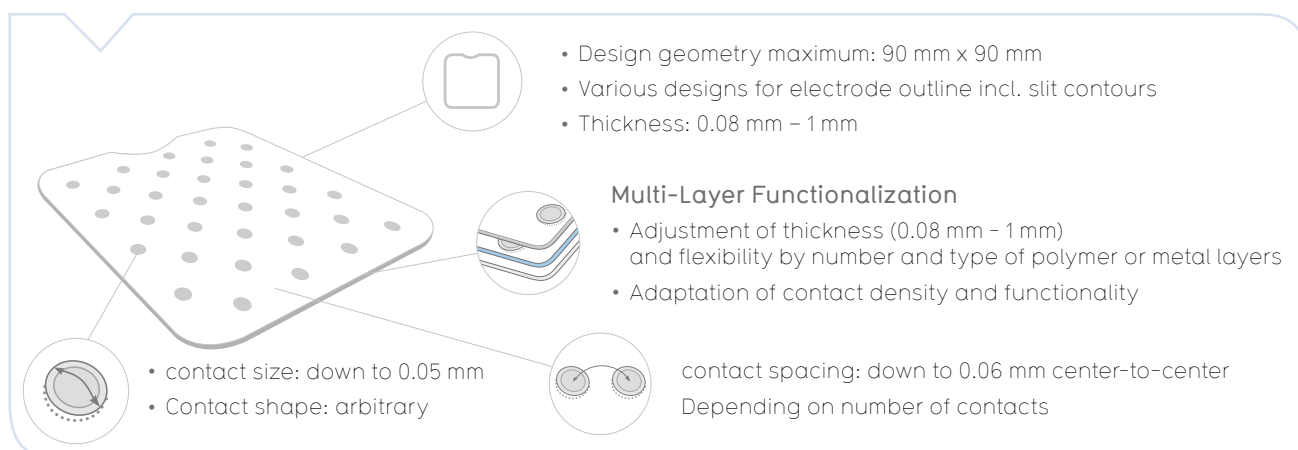 • Design geometry maximum: 90 mm x 90 mm
• Various designs for electrode outline incl. slit contours
• Thickness: 0.08 mm – 1 mm
Multi-Layer Functionalization
• Adjustment of thickness (0.08 mm – 1 mm)
and flexibility by number and type of polymer or metal layers
• Adaptation of contact density and functionality
• contact size: down to 0.05 mm
• Contact shape: arbitrary
contact spacing: down to 0.06 mm center-to-center
Depending on number of contacts